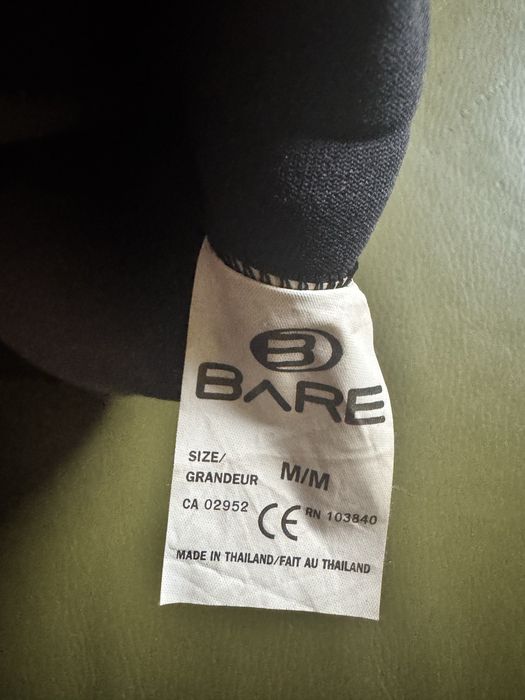 B
BARE
SIZE/
GRANDEUR M/M
CA 02952 CE RN 103840
MADE IN THAILAND/FAIT AU THAILAND